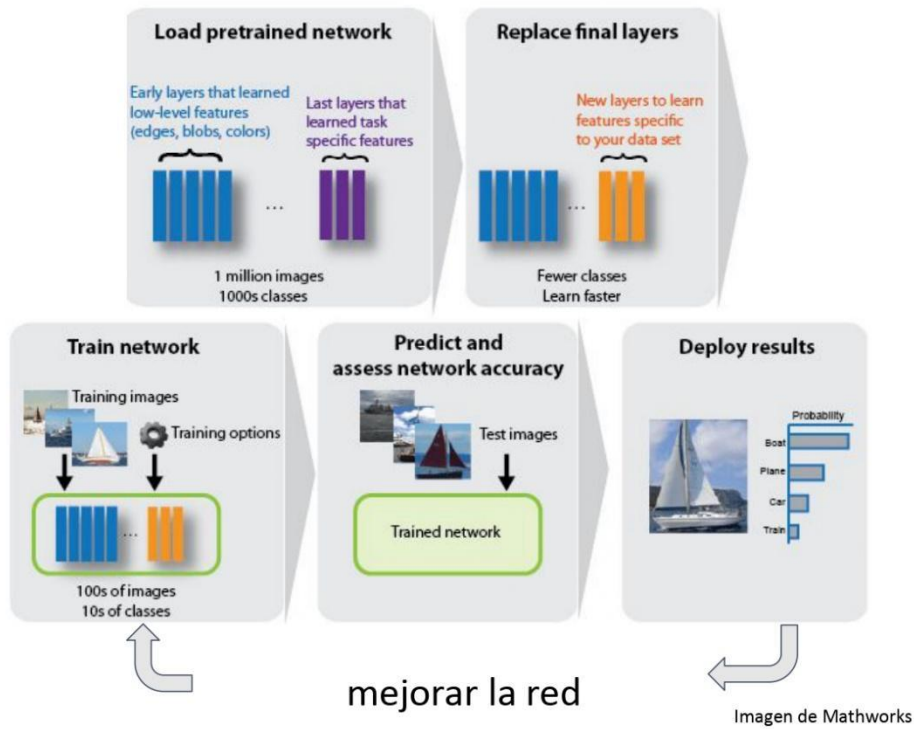 Load pretrained network
Early layers that learned
low-level features
(edges, blobs, colors)
Last layers that
learned task
specific features
...
1 million images
1000s classes
Replace final layers
New layers to learn
features specific
to your data set
...
Fewer classes
Learn faster
Train network
Training images
Training options
...
100s of images
10s of classes
Predict and
assess network accuracy
Test images
Trained network
Deploy results
Probability
Boat
Plane
Car
Train
mejorar la red
Imagen de Mathworks